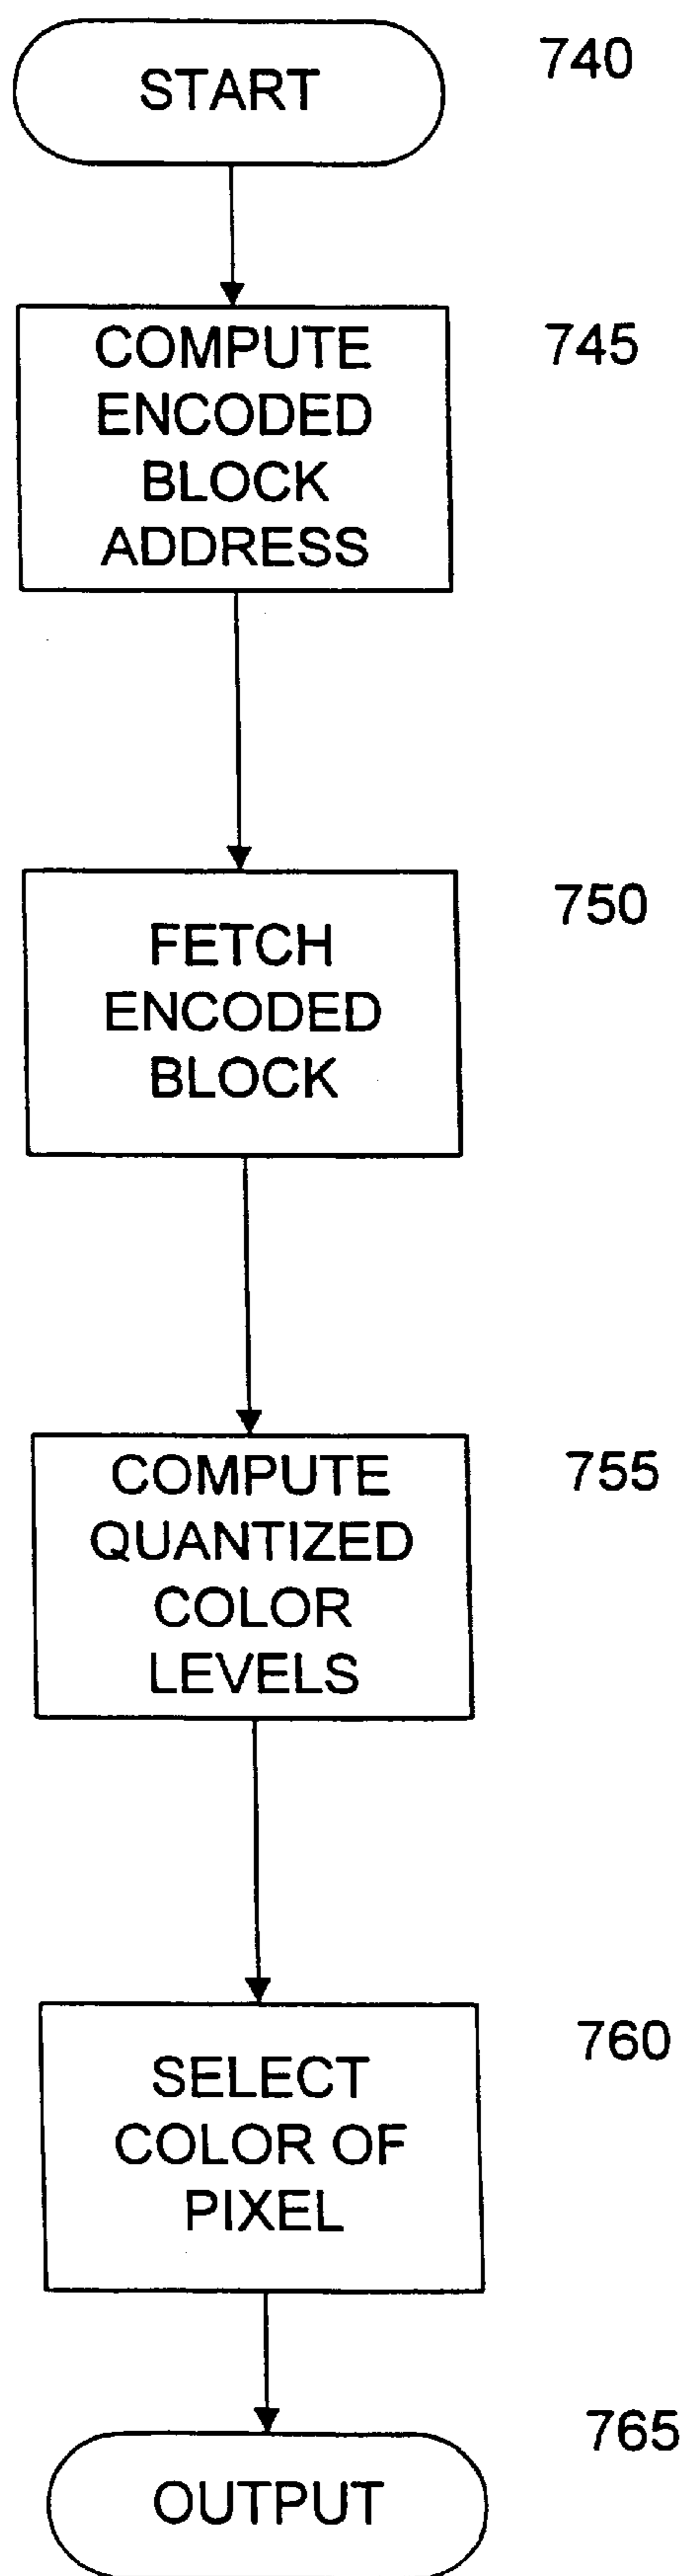 START
740
COMPUTE
ENCODED
BLOCK
ADDRESS
745
FETCH
ENCODED
BLOCK
750
COMPUTE
QUANTIZED
COLOR
LEVELS
755
SELECT
COLOR OF
PIXEL
760
OUTPUT
765